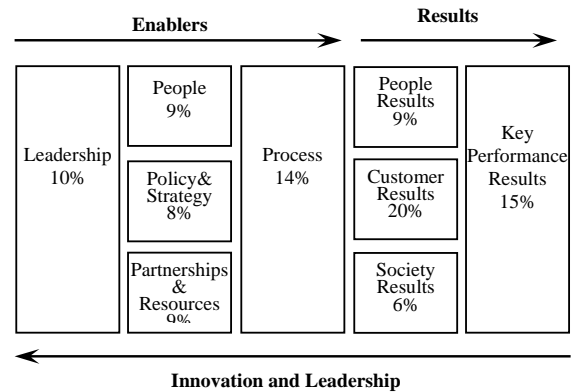 Enablers
Results
Leadership
10%
People
9%
Policy&
Strategy
8%
Partnerships
&
Resources
9%
Process
14%
People
Results
9%
Customer
Results
20%
Society
Results
6%
Key
Performance
Results
15%
Innovation and Leadership